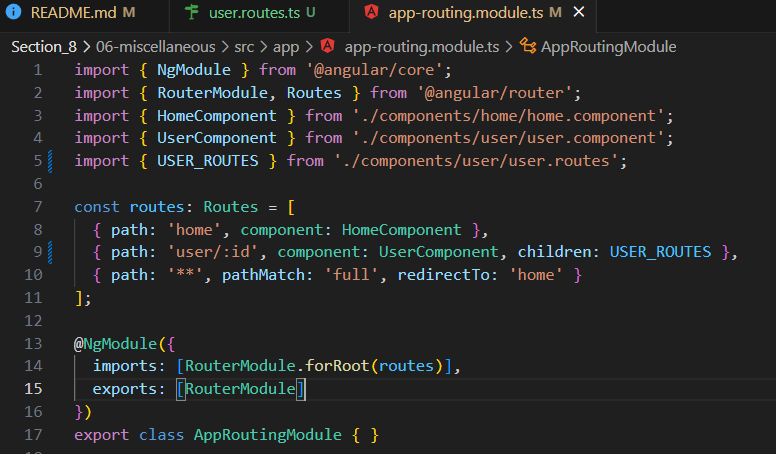 README.md M user.routes.ts U app-routing.module.ts M
Section_8 > 06-miscellaneous > src > app > app-routing.module.ts > AppRoutingModule
1 import { NgModule } from '@angular/core';
2 import { RouterModule, Routes } from '@angular/router';
3 import { HomeComponent } from './components/home/home.component';
4 import { UserComponent } from './components/user/user.component';
5 import { USER_ROUTES } from './components/user/user.routes';
6
7 const routes: Routes = [
8   { path: 'home', component: HomeComponent },
9   { path: 'user/:id', component: UserComponent, children: USER_ROUTES },
10   { path: '**', pathMatch: 'full', redirectTo: 'home' }
11 ];
12
13 @NgModule({
14   imports: [RouterModule.forRoot(routes)],
15   exports: [RouterModule]
16 })
17 export class AppRoutingModule { }